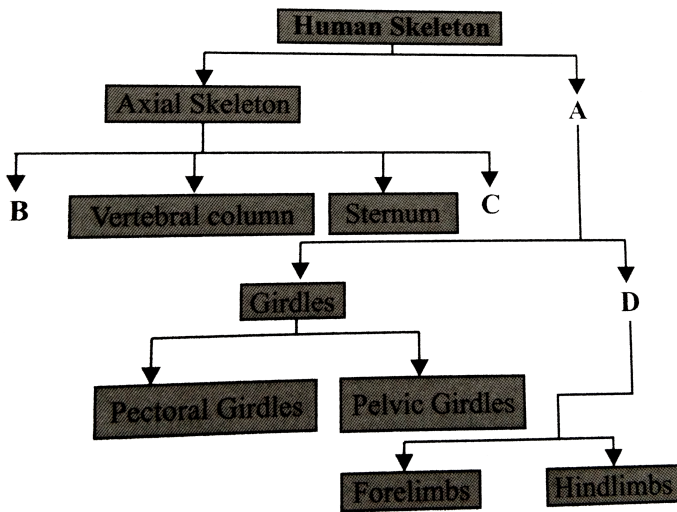 Human Skeleton
Axial Skeleton
A
B
Vertebral column
Sternum
C
Girdles
D
Pectoral Girdles
Pelvic Girdles
Forelimbs
Hindlimbs